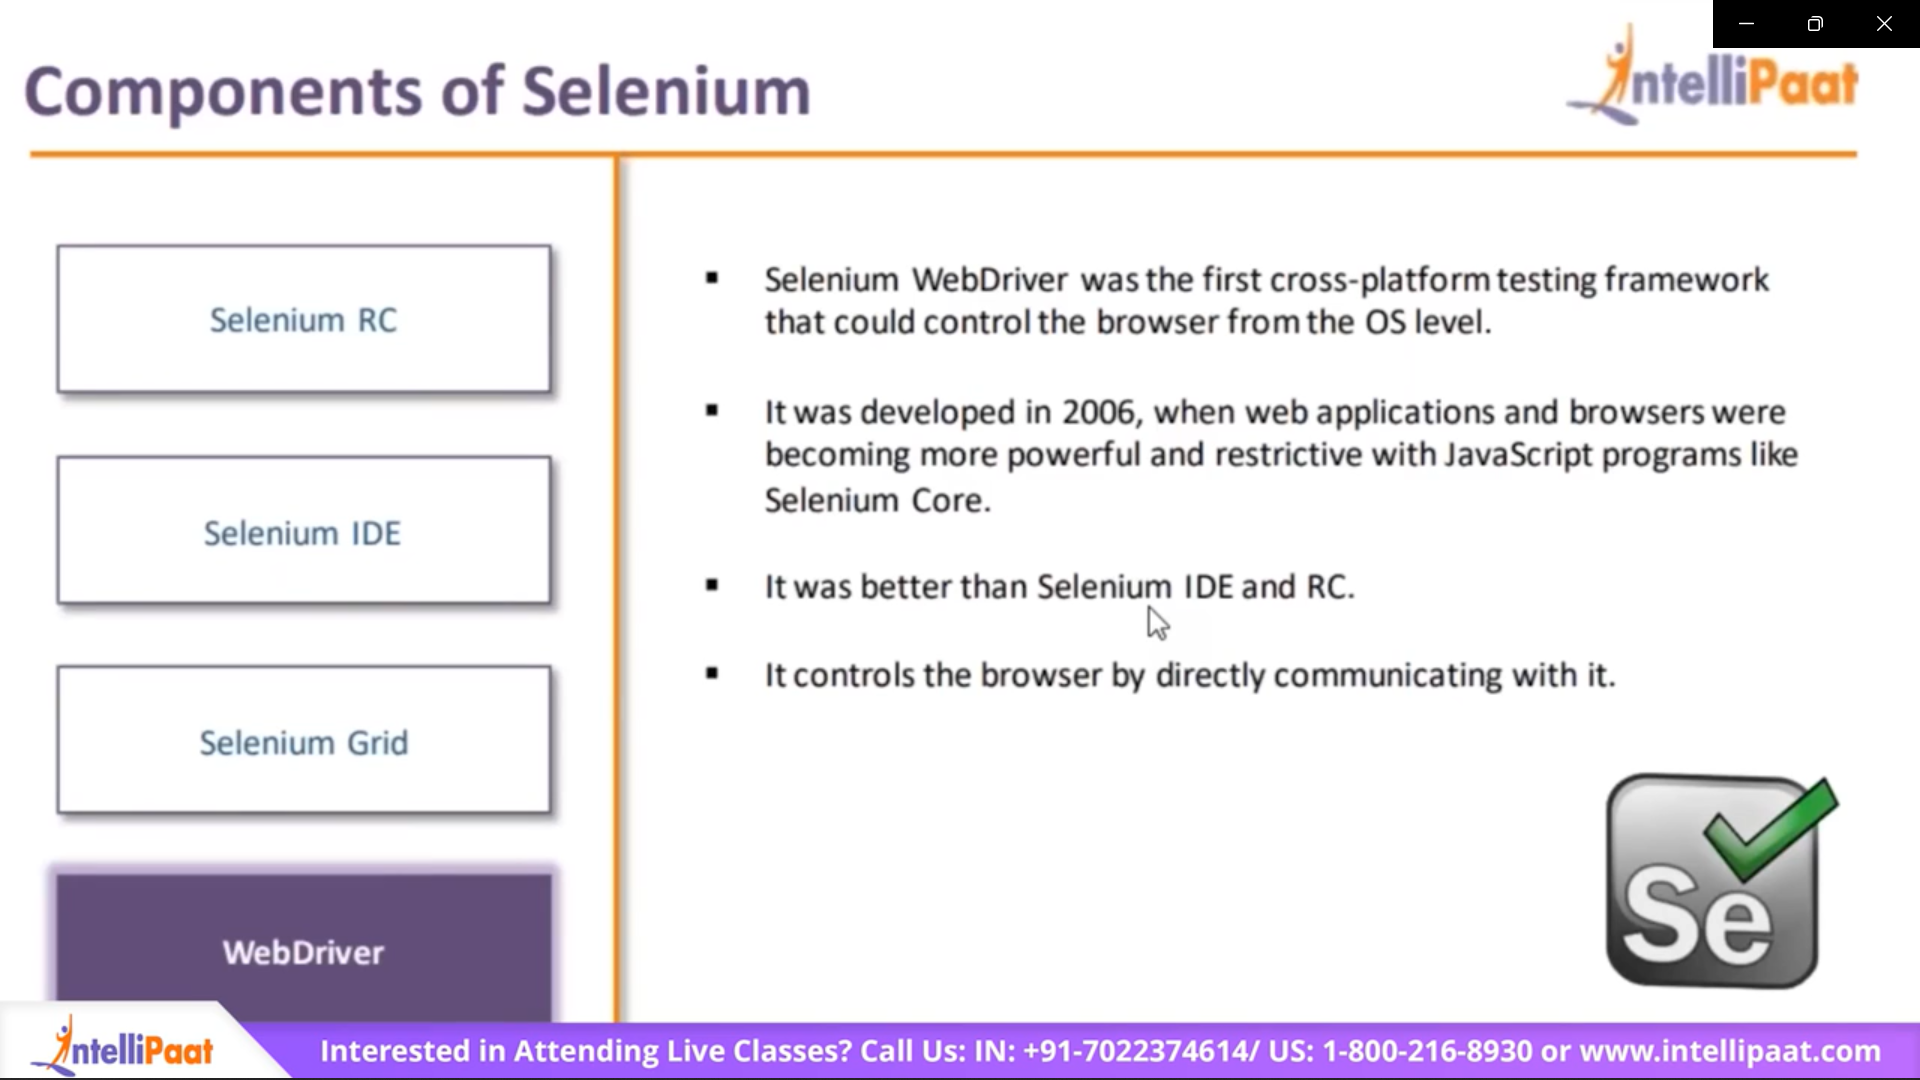 Components of Selenium
IntelliPaat
Selenium RC
Selenium IDE
Selenium Grid
WebDriver
▪ Selenium WebDriver was the first cross-platform testing framework
that could control the browser from the OS level.
▪ It was developed in 2006, when web applications and browsers were
becoming more powerful and restrictive with JavaScript programs like
Selenium Core.
▪ It was better than Selenium IDE and RC.
▪ It controls the browser by directly communicating with it.
Se
IntelliPaat
Interested in Attending Live Classes? Call Us: IN: +91-7022374614/ US: 1-800-216-8930 or www.intellipaat.com